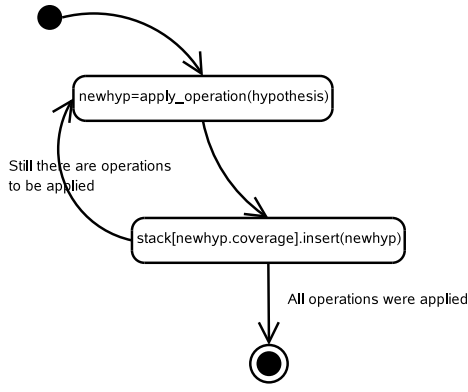 newhyp=apply_operation(hypothesis)
Still there are operations
to be applied
stack[newhyp.coverage].insert(newhyp)
All operations were applied